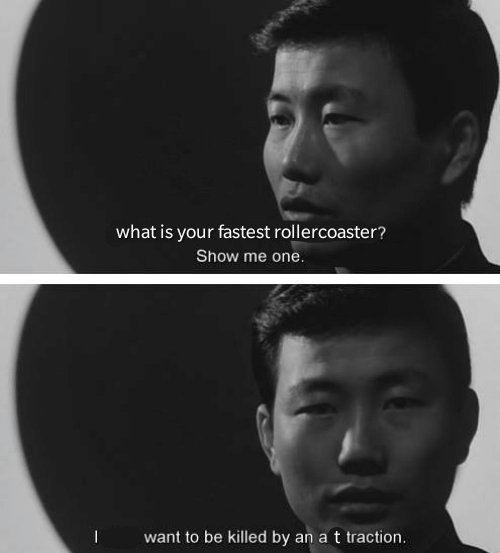 what is your fastest rollercoaster?
Show me one.
I want to be killed by an a t traction.